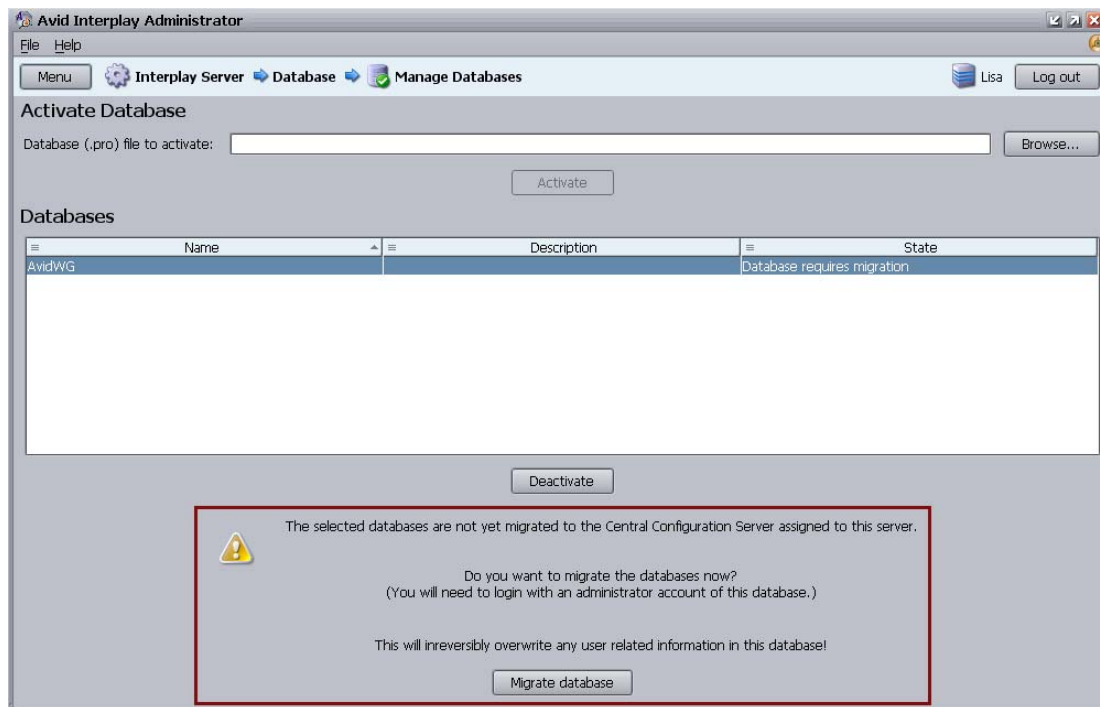 Avid Interplay Administrator
File Help
Menu Interplay Server Database Manage Databases Lisa Log out
Activate Database
Database (.pro) file to activate: Browse...
Activate
Databases
Name Description State
AvidWG Database requires migration
Deactivate
The selected databases are not yet migrated to the Central Configuration Server assigned to this server.
Do you want to migrate the databases now?
(You will need to login with an administrator account of this database.)
This will inreversibly overwrite any user related information in this database!
Migrate database